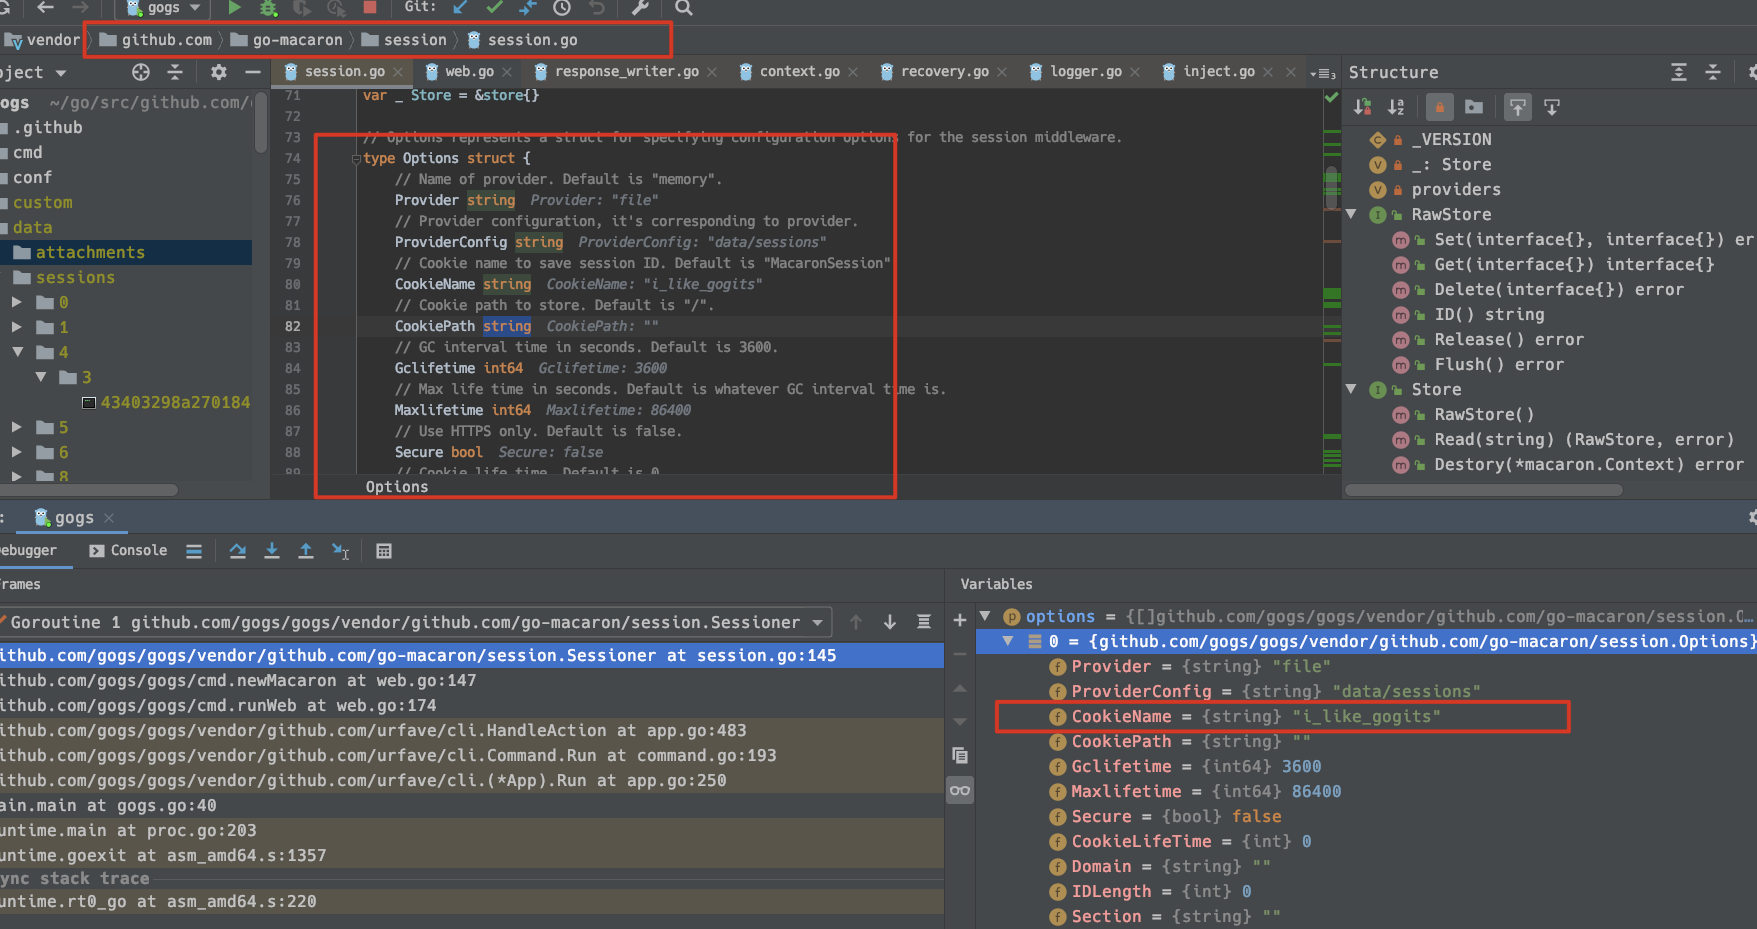 gogs
Git:
vendor
github.com
go-macaron
session
session.go
session.go
web.go
response_writer.go
context.go
recovery.go
logger.go
inject.go
3
Structure
ogs ~/go/src/github.com/
.github
cmd
conf
custom
data
attachments
sessions
0
1
4
3
43403298a270184
5
6
8
71 var _ Store = &store{}
72
73 // Options represents a struct for specifying configuration options for the session middleware.
74 type Options struct {
75 // Name of provider. Default is "memory".
76 Provider string Provider: "file"
77 // Provider configuration, it's corresponding to provider.
78 ProviderConfig string ProviderConfig: "data/sessions"
79 // Cookie name to save session ID. Default is "MacaronSession"
80 CookieName string CookieName: "i_like_gogits"
81 // Cookie path to store. Default is "/".
82 CookiePath string CookiePath: ""
83 // GC interval time in seconds. Default is 3600.
84 Gclifetime int64 Gclifetime: 3600
85 // Max life time in seconds. Default is whatever GC interval time is.
86 Maxlifetime int64 Maxlifetime: 86400
87 // Use HTTPS only. Default is false.
88 Secure bool Secure: false
89 // Cookie life time. Default is 0
Options
_VERSION
_: Store
providers
RawStore
Set(interface{}, interface{}) er
Get(interface{}) interface{}
Delete(interface{}) error
ID() string
Release() error
Flush() error
Store
RawStore()
Read(string) (RawStore, error)
Destory(*macaron.Context) error
: gogs
ebugger
Console
rames
Goroutine 1 github.com/gogs/gogs/vendor/github.com/go-macaron/session.Sessioner
ithub.com/gogs/gogs/vendor/github.com/go-macaron/session.Sessioner at session.go:145
ithub.com/gogs/gogs/cmd.newMacaron at web.go:147
ithub.com/gogs/gogs/cmd.runWeb at web.go:174
ithub.com/gogs/gogs/vendor/github.com/urfave/cli.HandleAction at app.go:483
ithub.com/gogs/gogs/vendor/github.com/urfave/cli.Command.Run at command.go:193
ithub.com/gogs/gogs/vendor/github.com/urfave/cli.(*App).Run at app.go:250
ain.main at gogs.go:40
untime.main at proc.go:203
untime.goexit at asm_amd64.s:1357
ync stack trace
untime.rt0_go at asm_amd64.s:220
Variables
options = {[]github.com/gogs/gogs/vendor/github.com/go-macaron/session.O…
0 = {github.com/gogs/gogs/vendor/github.com/go-macaron/session.Options}
Provider = {string} "file"
ProviderConfig = {string} "data/sessions"
CookieName = {string} "i_like_gogits"
CookiePath = {string} ""
Gclifetime = {int64} 3600
Maxlifetime = {int64} 86400
Secure = {bool} false
CookieLifeTime = {int} 0
Domain = {string} ""
IDLength = {int} 0
Section = {string} ""